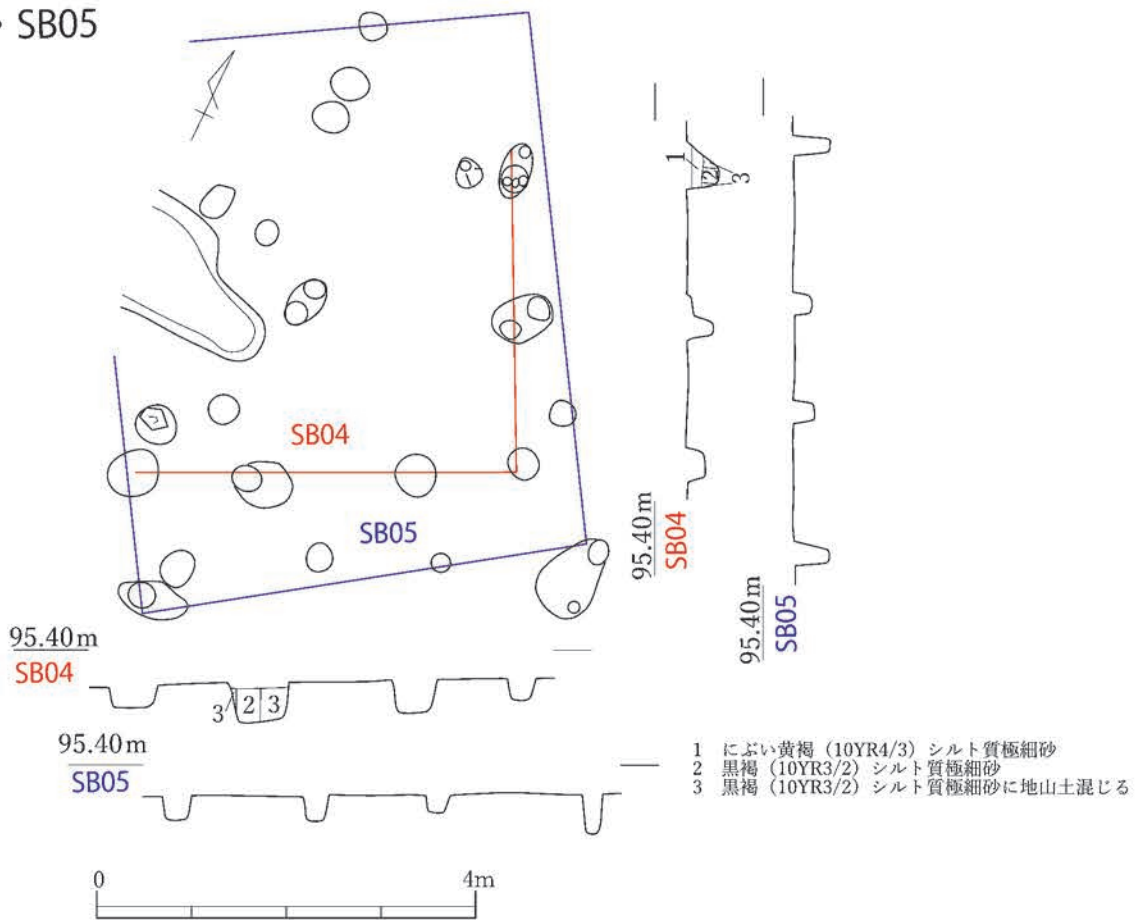 ・SB05
SB04
SB05
1
2
3
95.40m
SB04
95.40m
SB05
95.40m
SB04
3
2
3
95.40m
SB05
1 にぶい黄褐（10YR4/3）シルト質極細砂
2 黒褐（10YR3/2）シルト質極細砂
3 黒褐（10YR3/2）シルト質極細砂に地山土混じる
0 4m